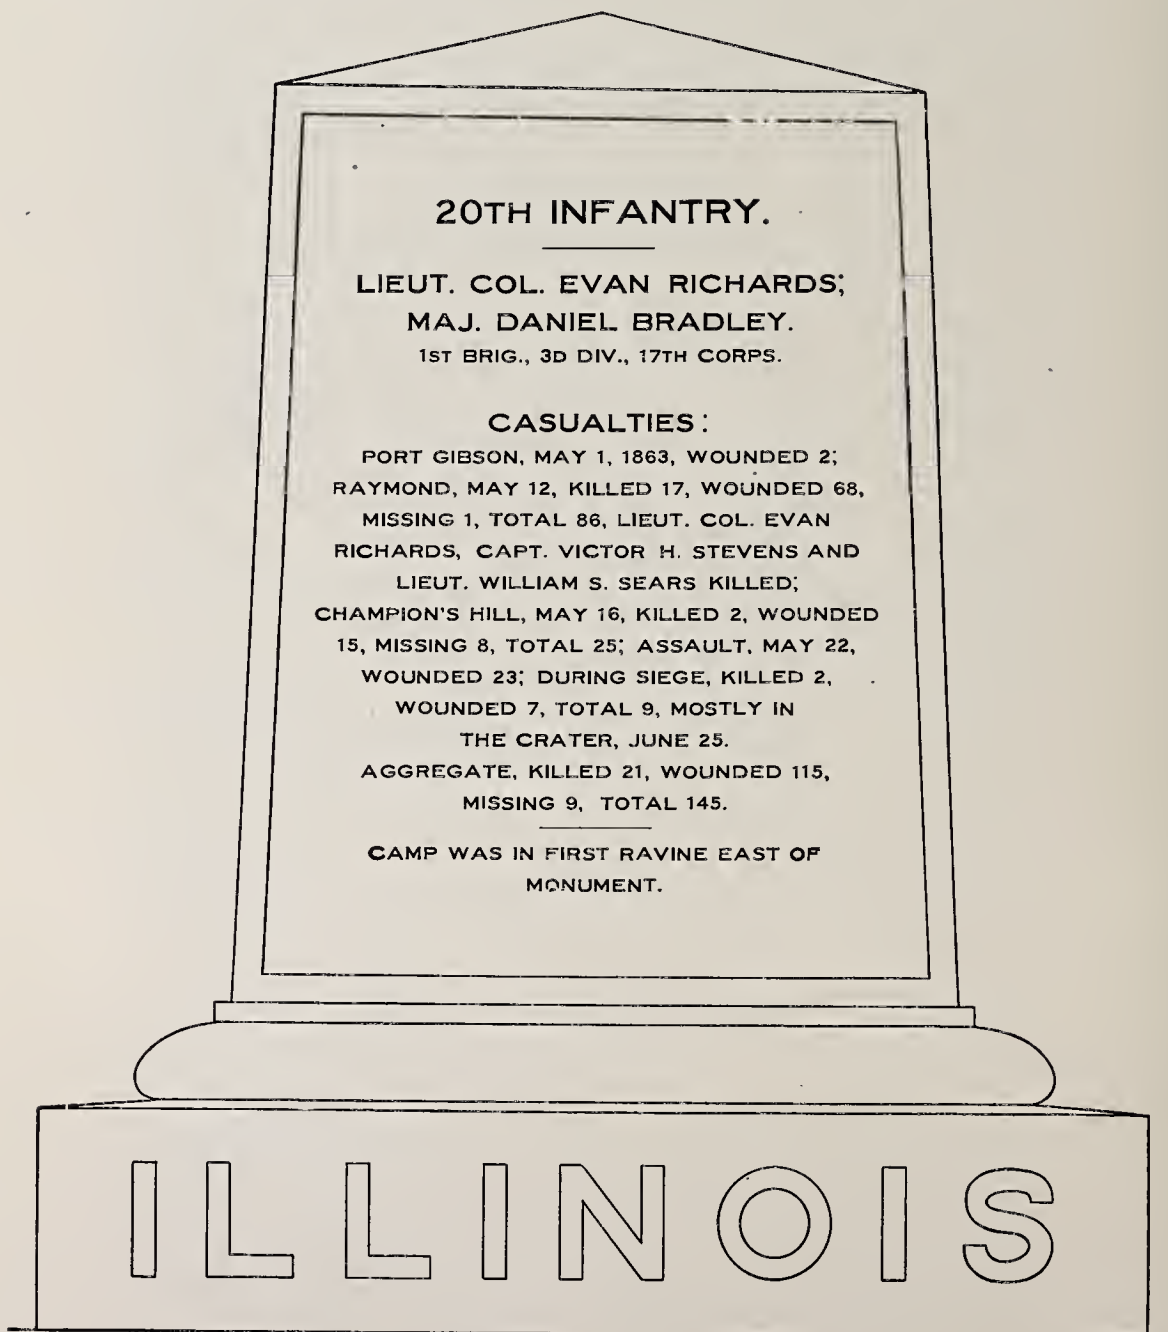 20TH INFANTRY.
LIEUT. COL. EVAN RICHARDS;
MAJ. DANIEL BRADLEY.
1ST BRIG., 3D DIV., 17TH CORPS.
CASUALTIES:
PORT GIBSON, MAY 1, 1863, WOUNDED 2;
RAYMOND, MAY 12, KILLED 17, WOUNDED 68,
MISSING 1, TOTAL 86, LIEUT. COL. EVAN
RICHARDS, CAPT. VICTOR H. STEVENS AND
LIEUT. WILLIAM S. SEARS KILLED;
CHAMPION'S HILL, MAY 16, KILLED 2, WOUNDED
15, MISSING 8, TOTAL 25; ASSAULT, MAY 22,
WOUNDED 23; DURING SIEGE, KILLED 2,
WOUNDED 7, TOTAL 9, MOSTLY IN
THE CRATER, JUNE 25.
AGGREGATE, KILLED 21, WOUNDED 115,
MISSING 9, TOTAL 145.
CAMP WAS IN FIRST RAVINE EAST OF
MONUMENT.
ILLINOIS